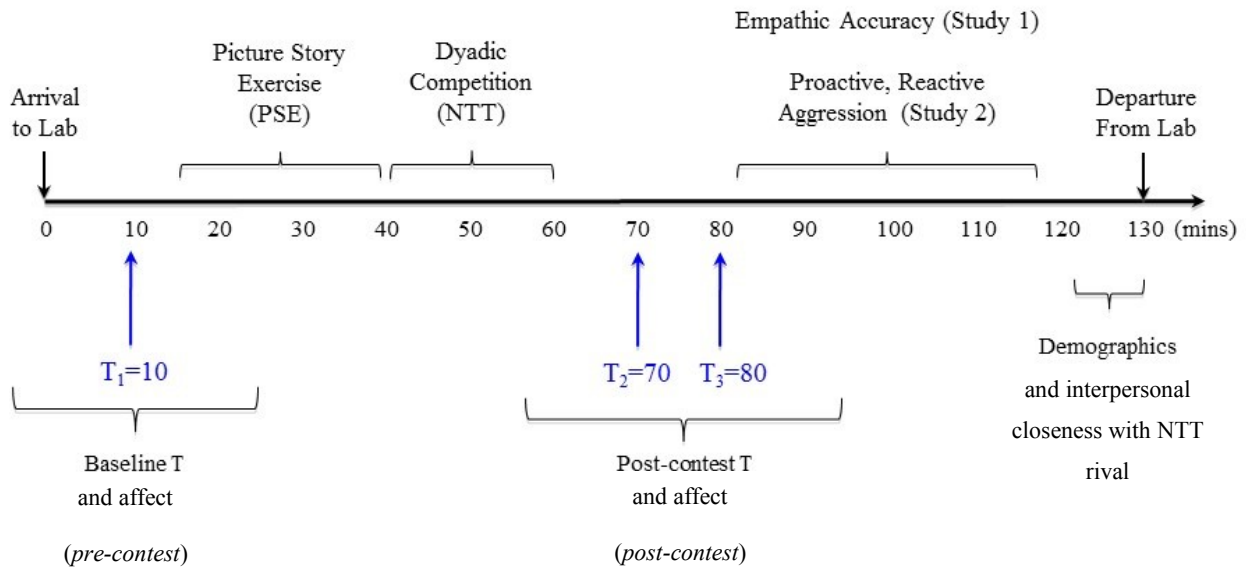 Empathic Accuracy (Study 1)
Picture Story
Exercise
(PSE)
Dyadic
Competition
(NTT)
Proactive, Reactive
Aggression (Study 2)
Arrival
to Lab
Departure
From Lab
0 10 20 30 40 50 60 70 80 90 100 110 120 130 (mins)
T₁=10
T₂=70 T₃=80
Baseline T
and affect
(pre-contest)
Post-contest T
and affect
(post-contest)
Demographics
and interpersonal
closeness with NTT
rival